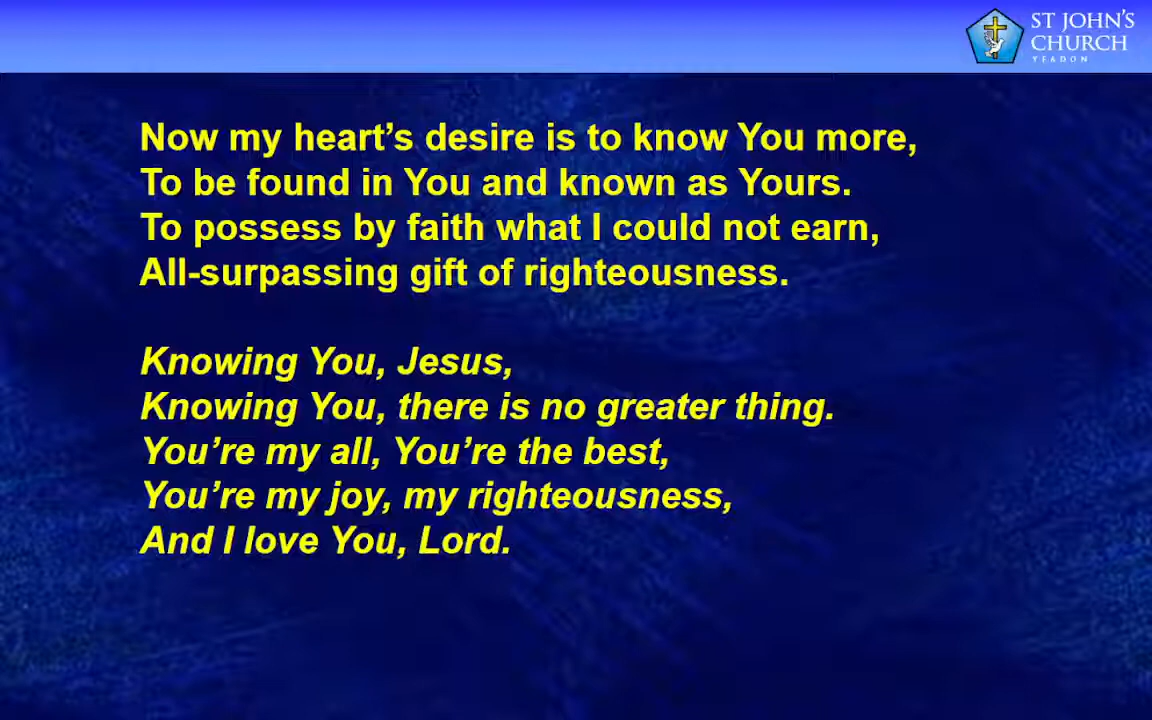 ST JOHN'S
CHURCH
YEADON
Now my heart’s desire is to know You more,
To be found in You and known as Yours.
To possess by faith what I could not earn,
All-surpassing gift of righteousness.
Knowing You, Jesus,
Knowing You, there is no greater thing.
You’re my all, You’re the best,
You’re my joy, my righteousness,
And I love You, Lord.